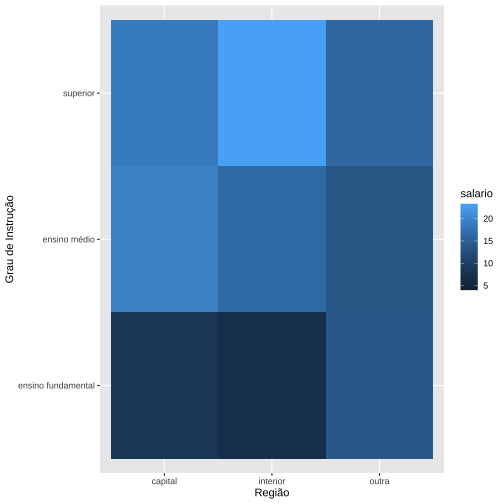 superior
ensino médio
ensino fundamental
Grau de Instrução
capital interior outra
Região
salario
20
15
10
5